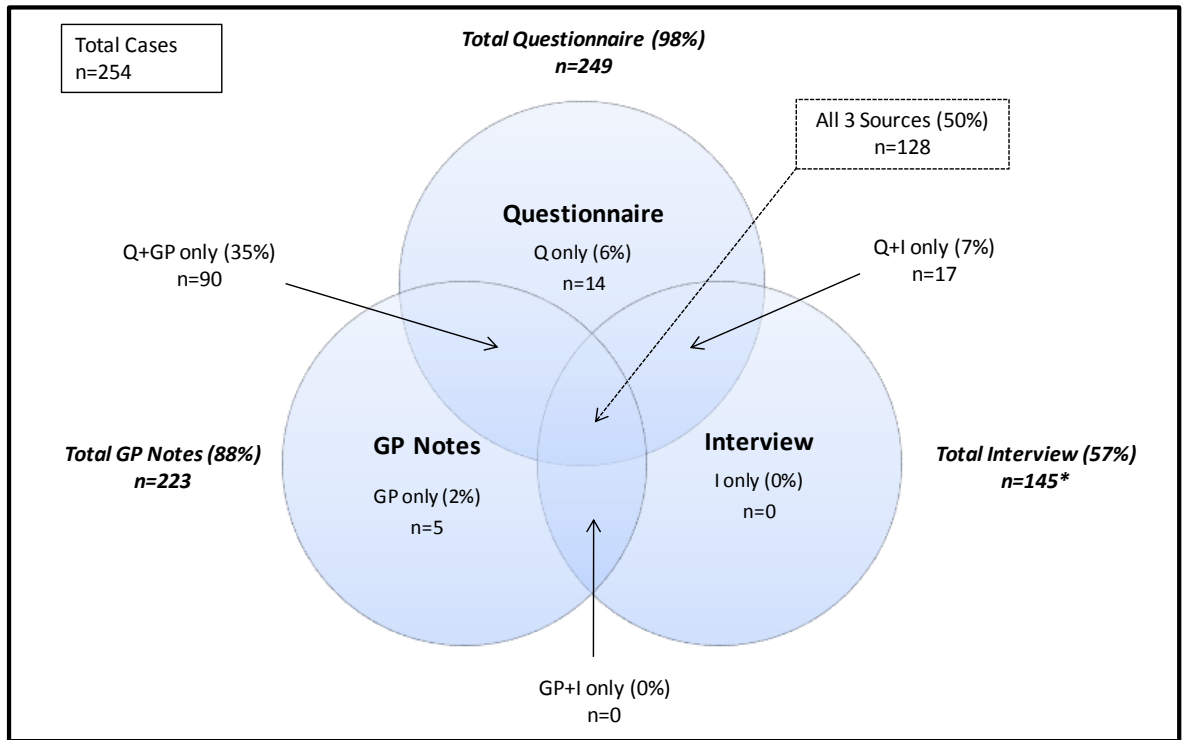 Total Cases
n=254
Total Questionnaire (98%)
n=249
All 3 Sources (50%)
n=128
Questionnaire
Q only (6%)
n=14
Q+GP only (35%)
n=90
Q+I only (7%)
n=17
GP Notes
GP only (2%)
n=5
Interview
I only (0%)
n=0
Total GP Notes (88%)
n=223
Total Interview (57%)
n=145*
GP+I only (0%)
n=0